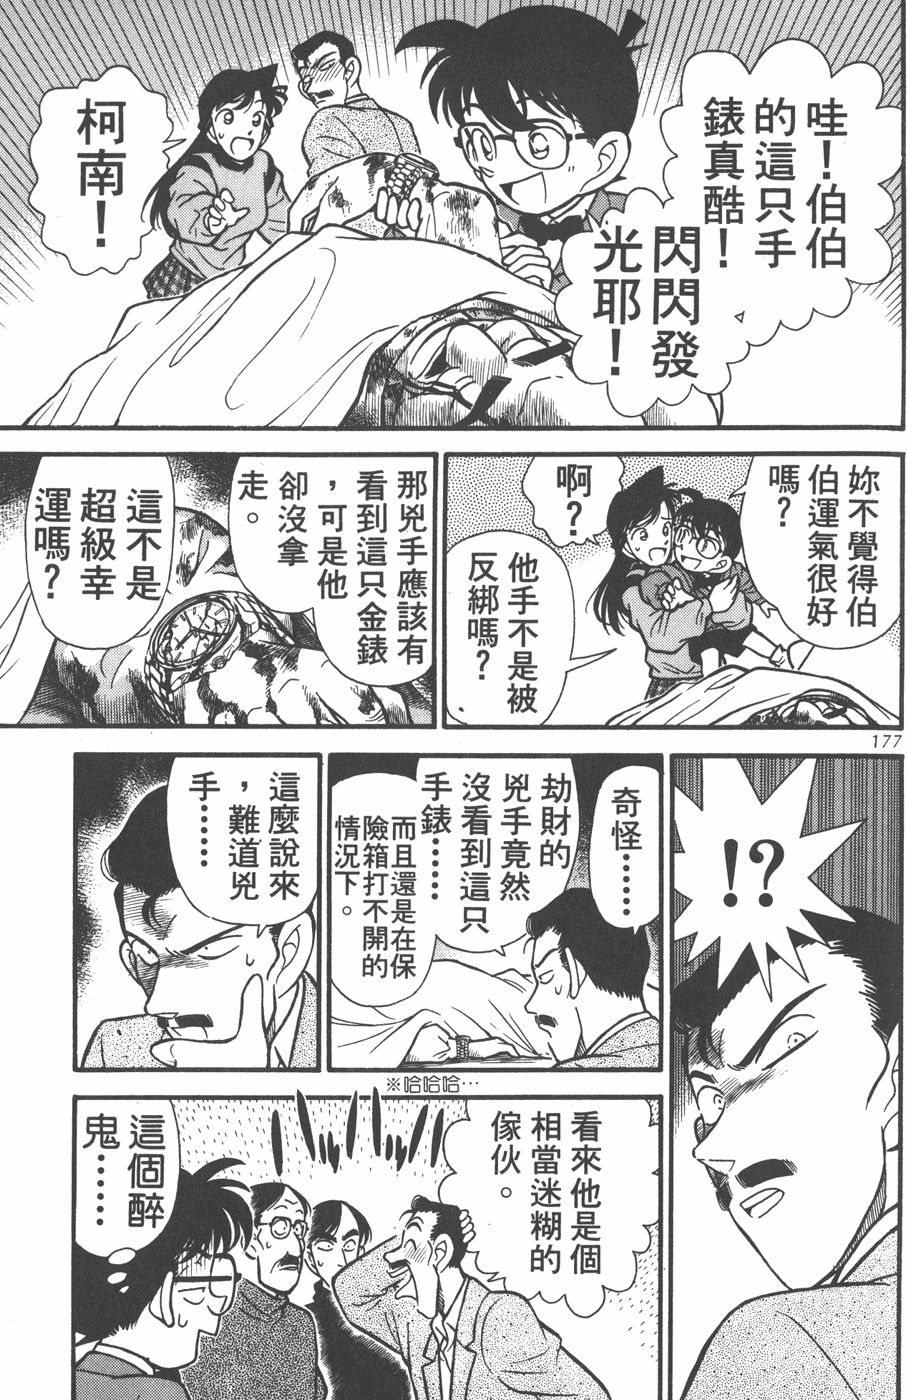 哇！伯伯
的這只手
錶真酷！
閃閃發
光耶！
柯南！
妳不覺得伯
伯運氣很好
嗎？
啊？
他手不是被
反綁嗎？
那兇手應該有
看到這只金錶
，可是他
卻沒拿
走。
這不是
超級幸
運嗎？
177
!?
奇怪……
劫財的
兇手竟然
沒看到這只
手錶……
而且還是在保
險箱打不開的
情況下。
這麼說來
，難道兇
手……
※哈哈哈…
看來他是個
相當迷糊的
傢伙。
這個醉
鬼……